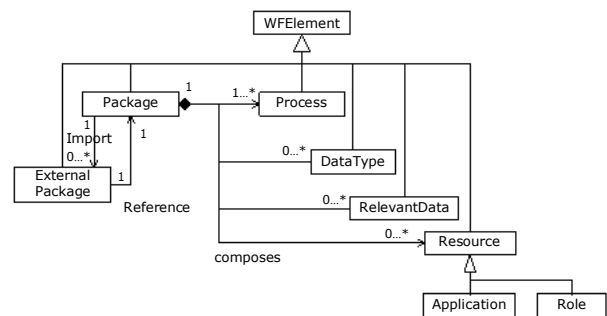 WFElement
Package
1
1...*
Process
1
Import
1
0...*
0...*
DataType
External
Package
1
Reference
0...*
RelevantData
0...*
Resource
composes
Application
Role